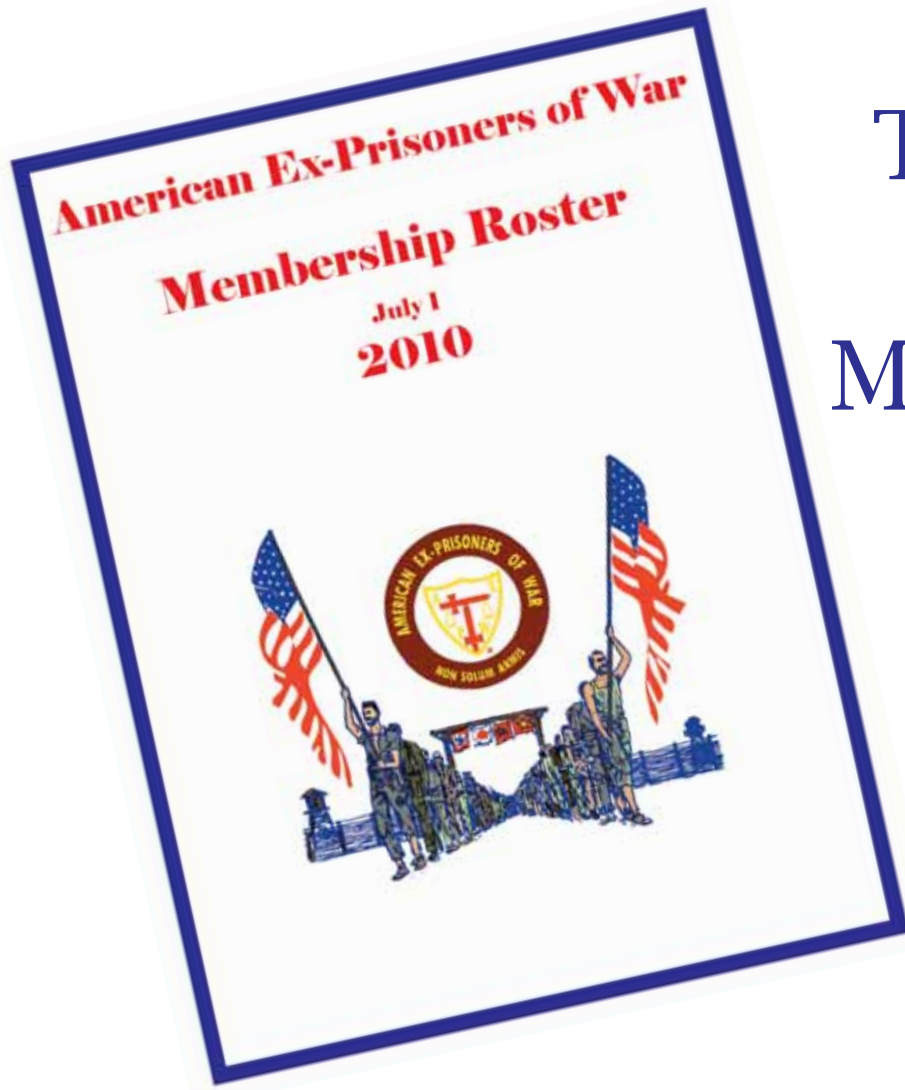 American Ex-Prisoners of War
Membership Roster
July 1
2010
AMERICAN EX-PRISONERS OF WAR
NON SOLUM ARMIS
T
M